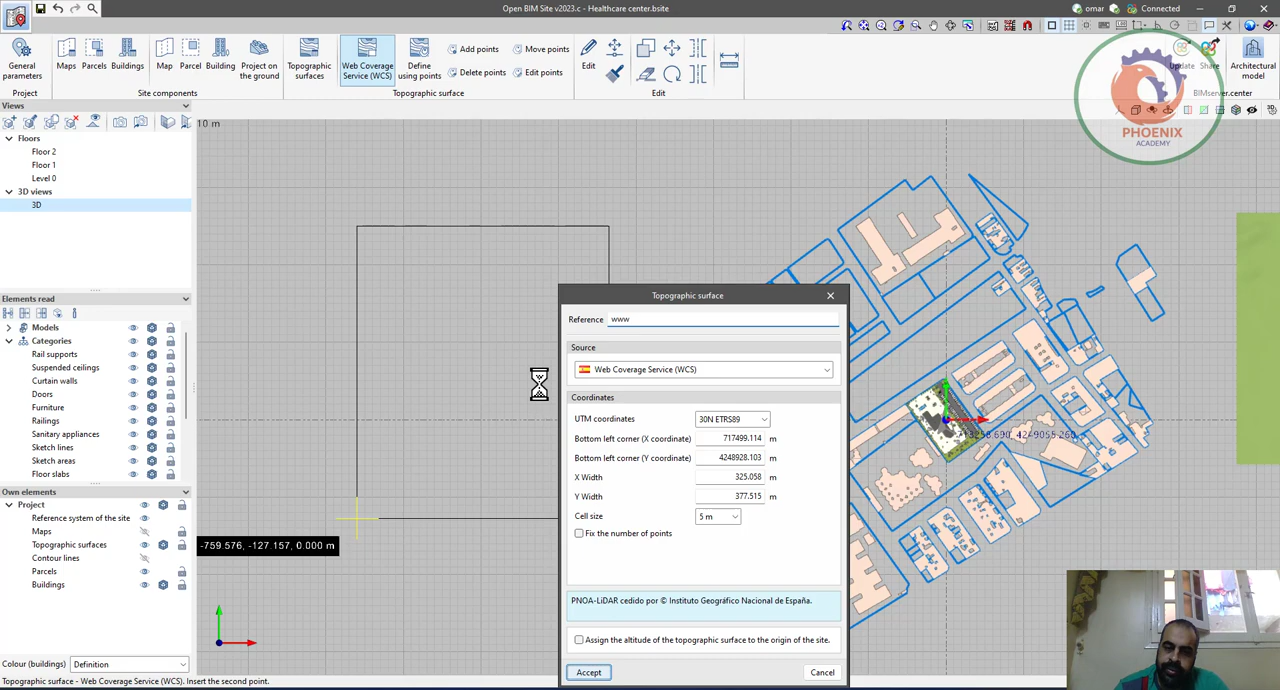 Open BIM Site v2023.c - Healthcare center.bsite
omar
Connected
General parameters
Maps
Parcels
Buildings
Map
Parcel
Building
Project on the ground
Topographic surfaces
Web Coverage Service (WCS)
Define using points
Add points
Move points
Delete points
Edit points
Edit
Update
Share
Architectural model
Project
Site components
Topographic surface
Edit
BIMserver.center
PHOENIX
ACADEMY
Views
Floors
Floor 2
Floor 1
Level 0
3D views
3D
10 m
Elements read
Models
Categories
Rail supports
Suspended ceilings
Curtain walls
Doors
Furniture
Railings
Sanitary appliances
Sketch lines
Sketch areas
Floor slabs
Own elements
Project
Reference system of the site
Maps
Topographic surfaces
Contour lines
Parcels
Buildings
Colour (buildings)
Definition
Topographic surface - Web Coverage Service (WCS). Insert the second point.
-759.576, -127.157, 0.000 m
Topographic surface
Reference
www
Source
Web Coverage Service (WCS)
Coordinates
UTM coordinates
30N ETRS89
Bottom left corner (X coordinate)
717499.114 m
Bottom left corner (Y coordinate)
4248928.103 m
X Width
325.058 m
Y Width
377.515 m
Cell size
5 m
Fix the number of points
PNOA-LiDAR cedido por © Instituto Geográfico Nacional de España.
Assign the altitude of the topographic surface to the origin of the site.
Accept
Cancel